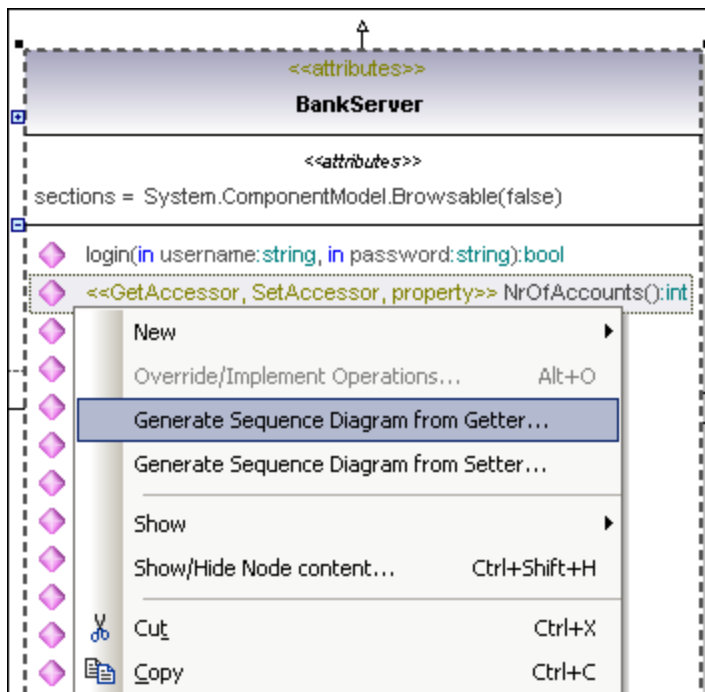 <<attributes>>
BankServer
<<attributes>>
sections = System.ComponentModel.Browsable(false)
login(in username:string, in password:string):bool
<<GetAccessor, SetAccessor, property>> NrOfAccounts():int
New
Override/Implement Operations... Alt+O
Generate Sequence Diagram from Getter...
Generate Sequence Diagram from Setter...
Show
Show/Hide Node content... Ctrl+Shift+H
Cut Ctrl+X
Copy Ctrl+C